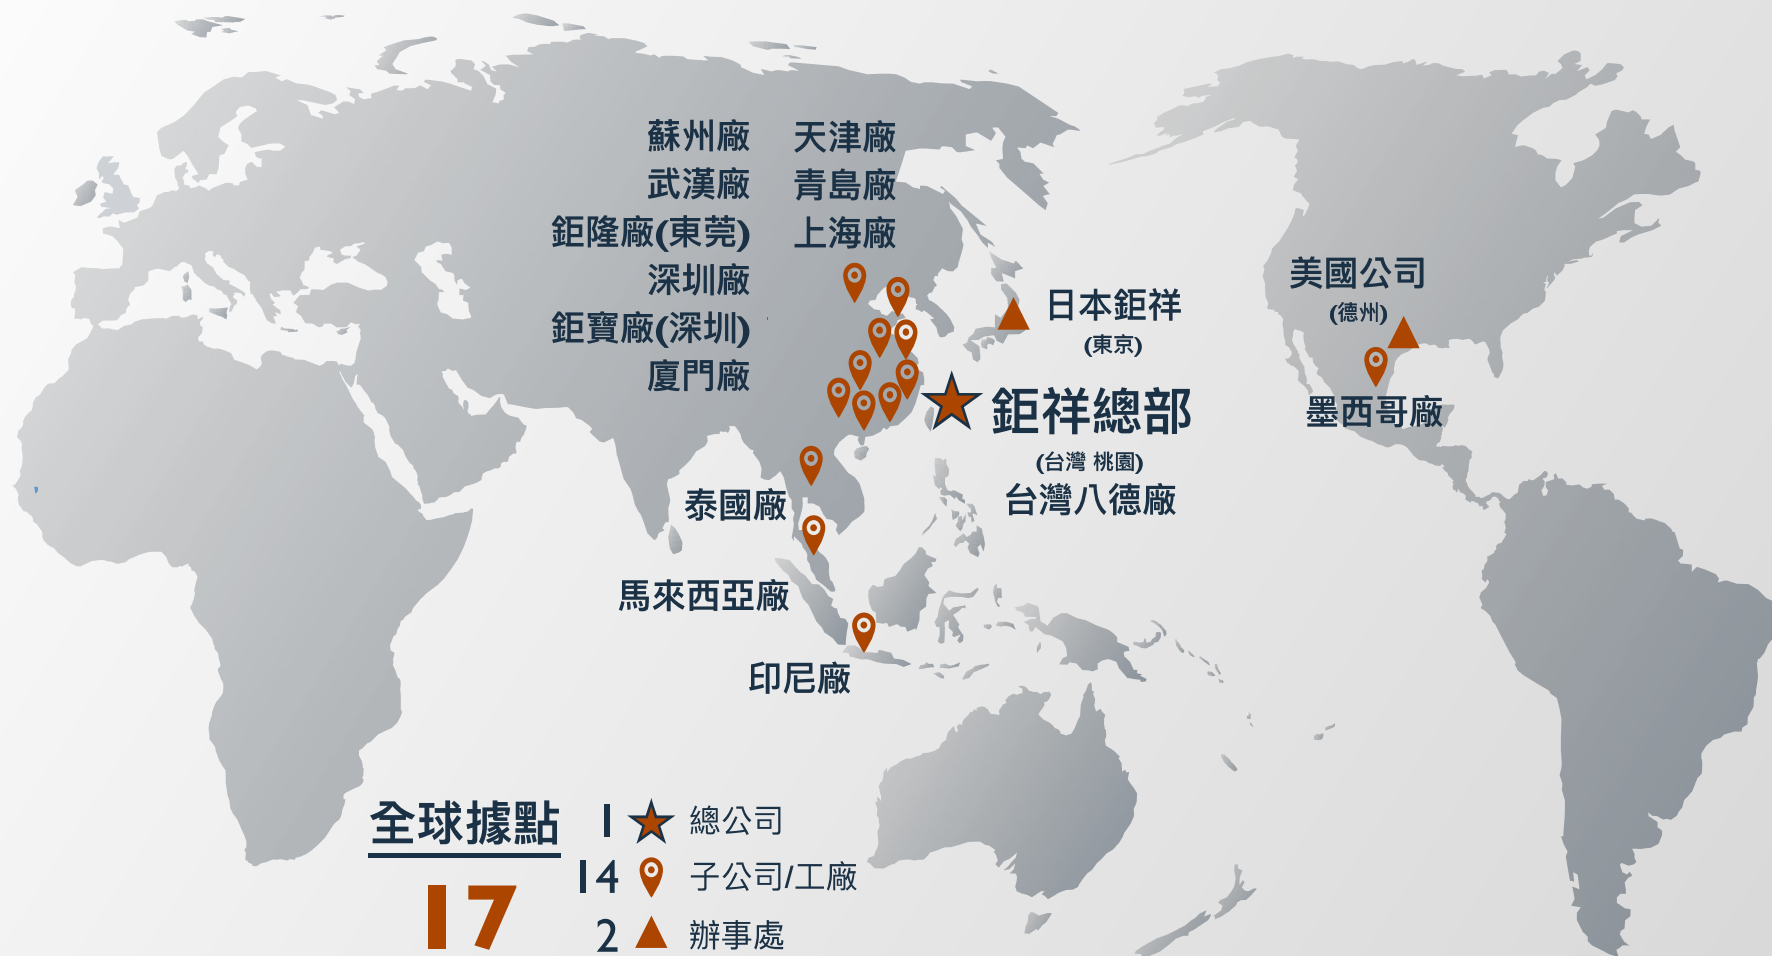 蘇州廠
武漢廠
鉅隆廠(東莞)
深圳廠
鉅寶廠(深圳)
廈門廠
天津廠
青島廠
上海廠
日本鉅祥
(東京)
美國公司
(德州)
墨西哥廠
鉅祥總部
(台灣 桃園)
台灣八德廠
泰國廠
馬來西亞廠
印尼廠
全球據點
17
1 總公司
14 子公司/工廠
2 辦事處